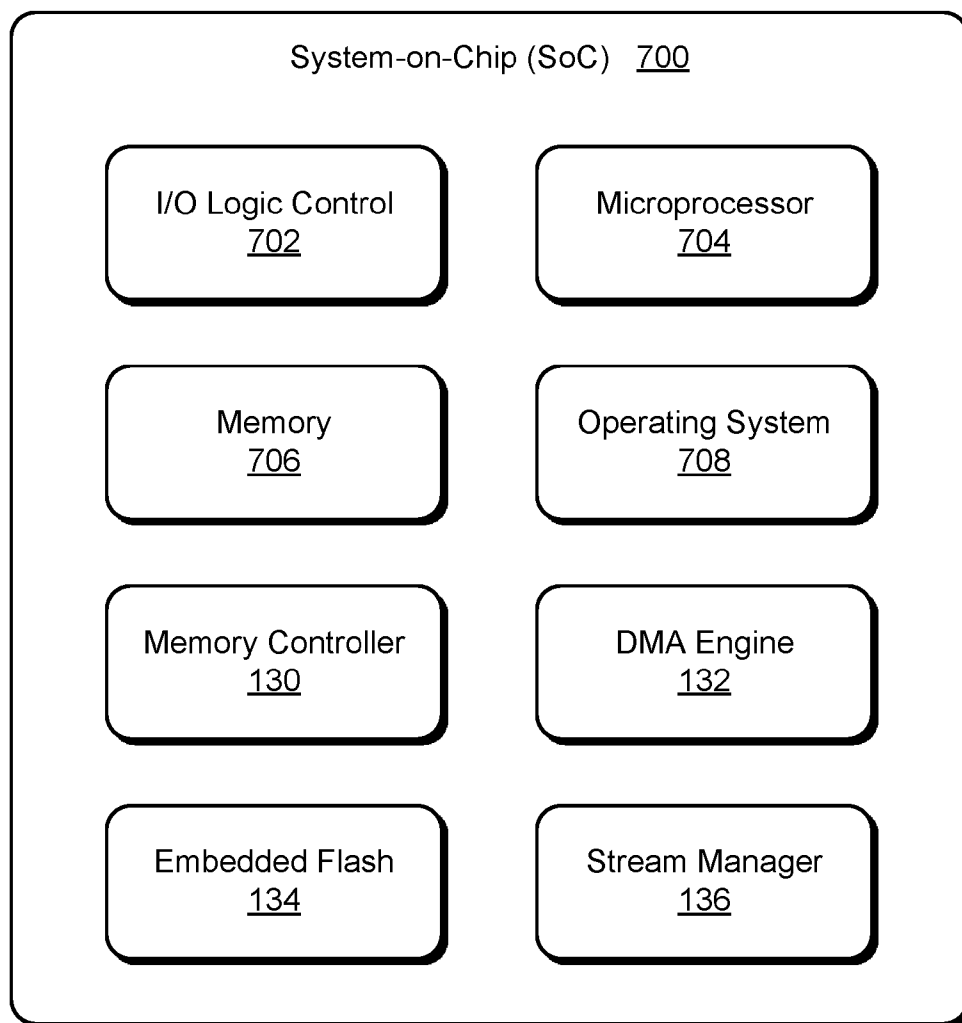 System-on-Chip (SoC) 700
I/O Logic Control
702
Microprocessor
704
Memory
706
Operating System
708
Memory Controller
130
DMA Engine
132
Embedded Flash
134
Stream Manager
136